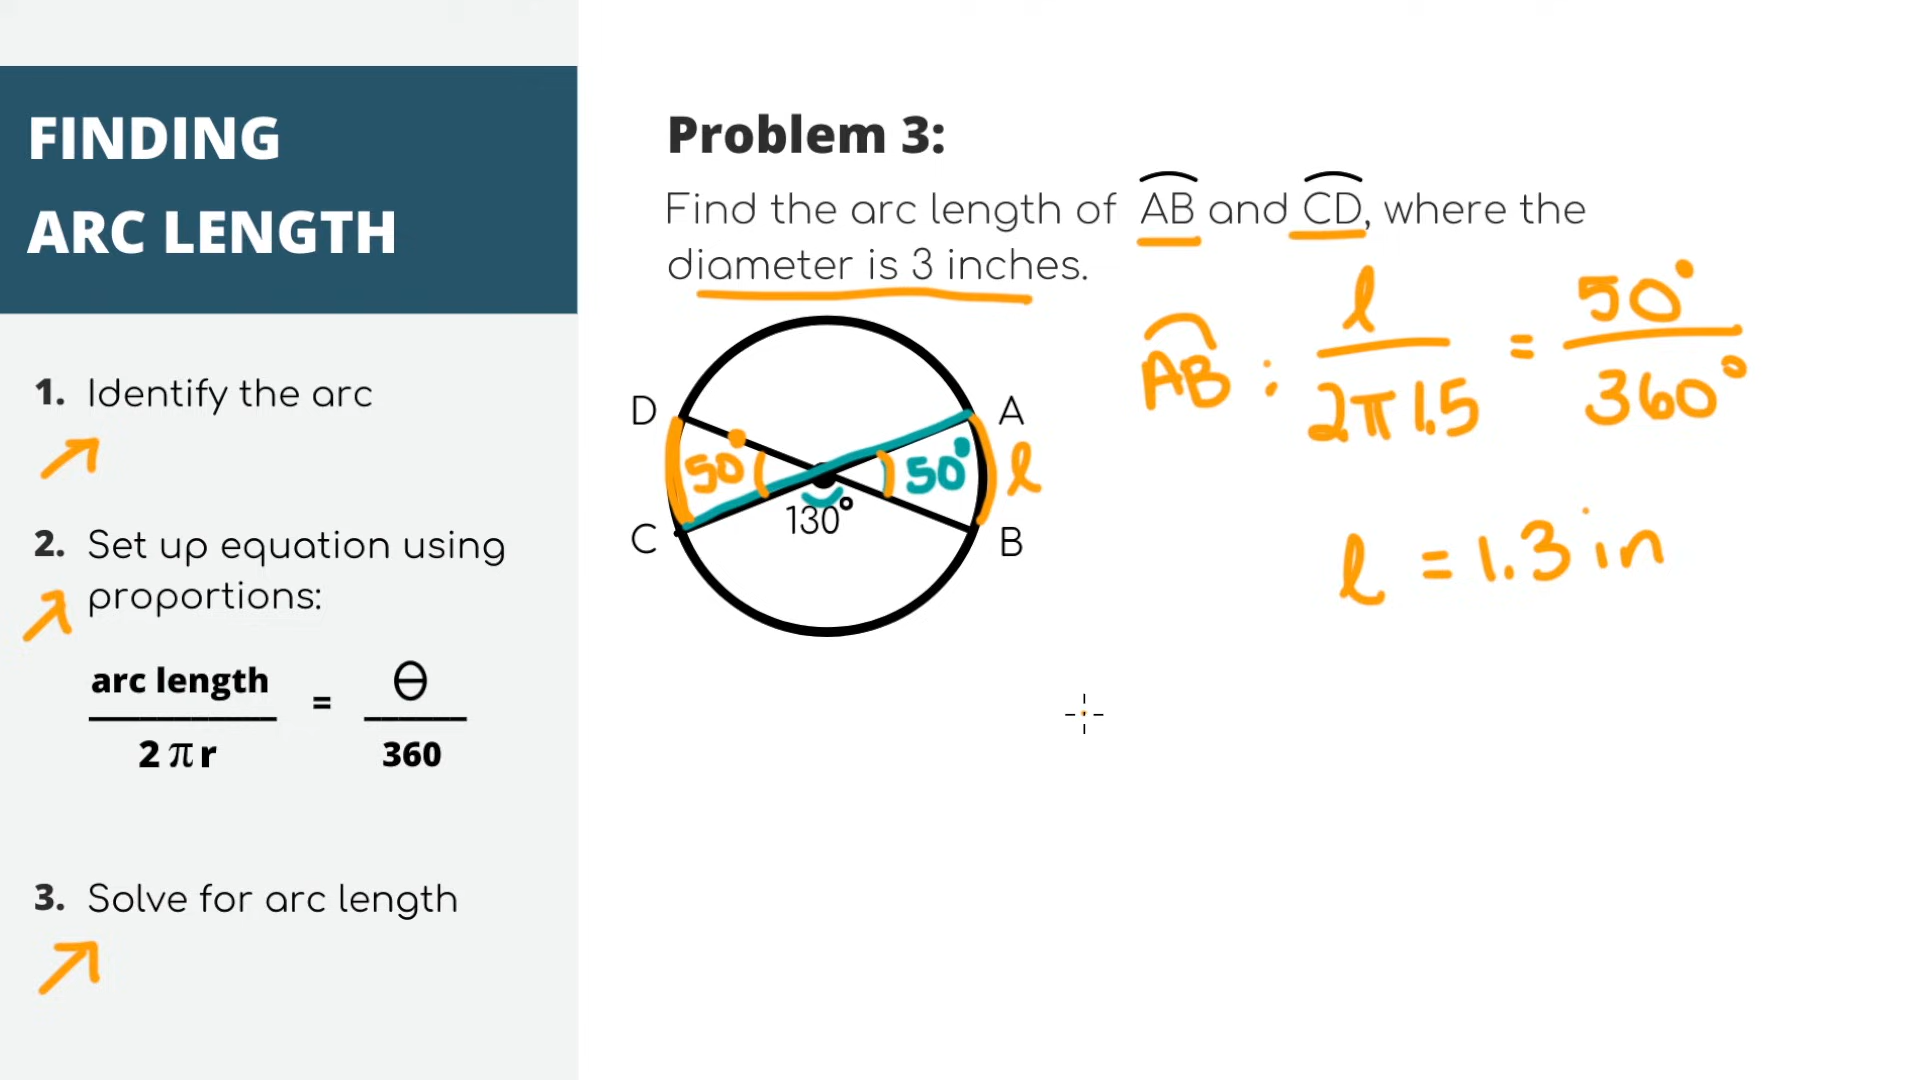 FINDING
ARC LENGTH
1. Identify the arc
2. Set up equation using
proportions:
arc length / 2 π r = θ / 360
3. Solve for arc length
Problem 3:
Find the arc length of AB and CD, where the
diameter is 3 inches.
D A
50 50° l
130°
C B
AB : l / 2π1.5 = 50° / 360°
l = 1.3 in